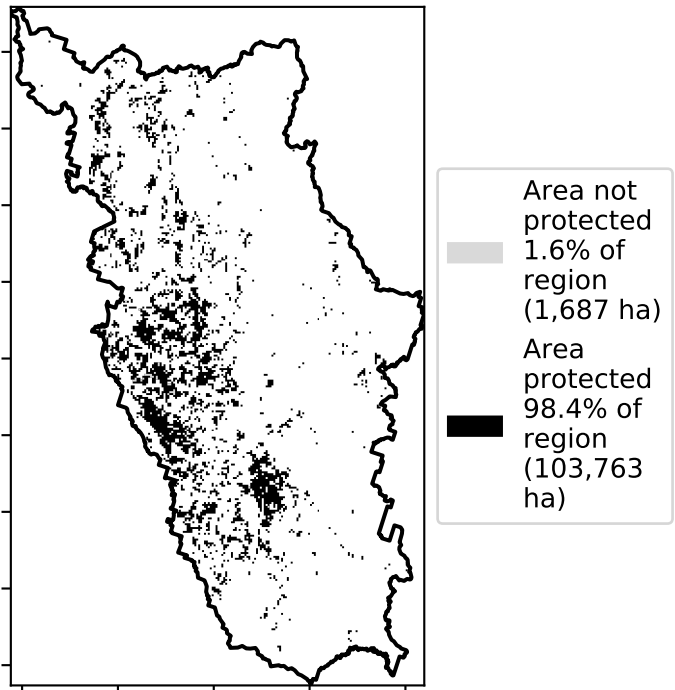 Area not
protected
1.6% of
region
(1,687 ha)
Area
protected
98.4% of
region
(103,763
ha)